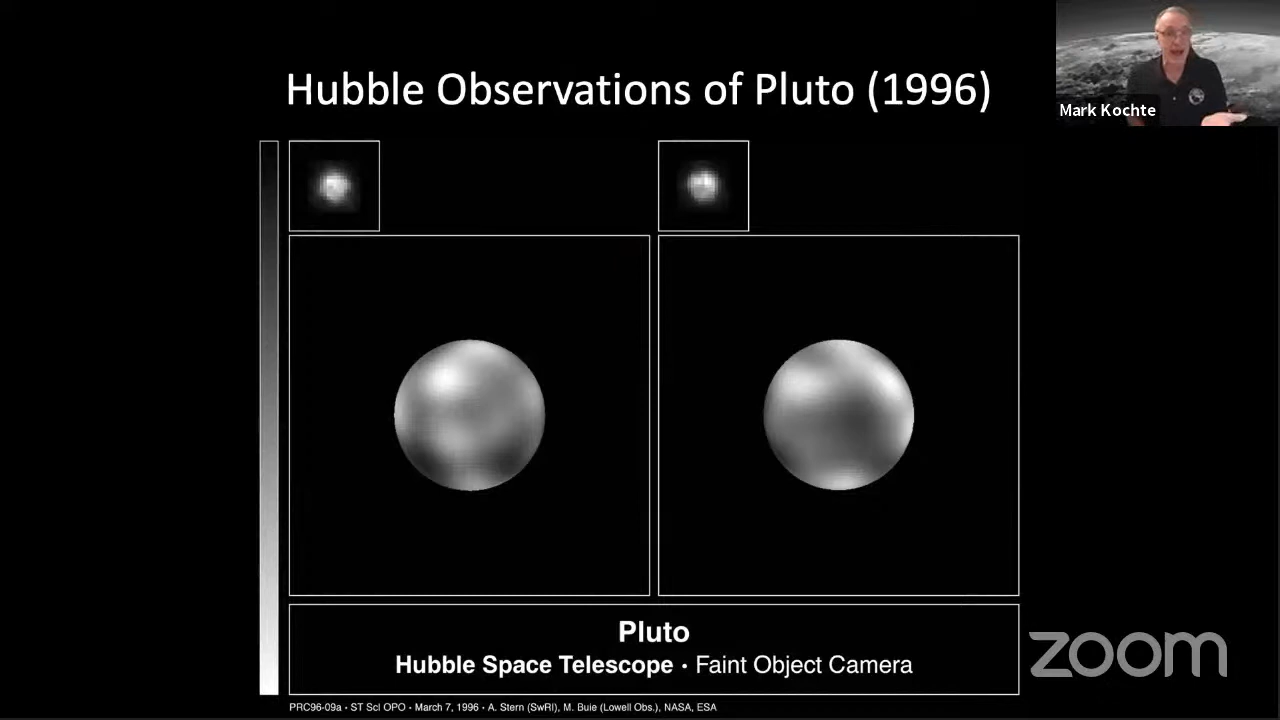 Hubble Observations of Pluto (1996)
Mark Kochte
Pluto
Hubble Space Telescope • Faint Object Camera
zoom
PRC96-09a • ST ScI OPO • March 7, 1996 • A. Stern (SwRI), M. Buie (Lowell Obs.), NASA, ESA